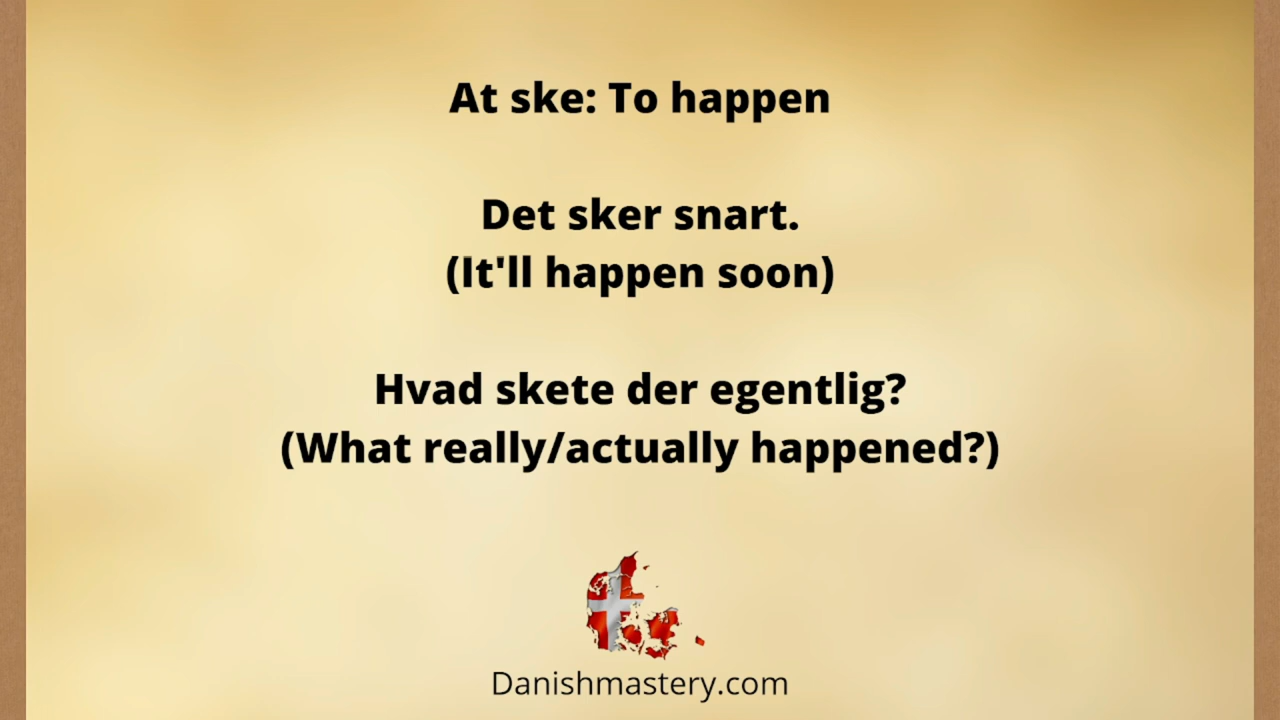 At ske: To happen
Det sker snart.
(It'll happen soon)
Hvad skete der egentlig?
(What really/actually happened?)
Danishmastery.com